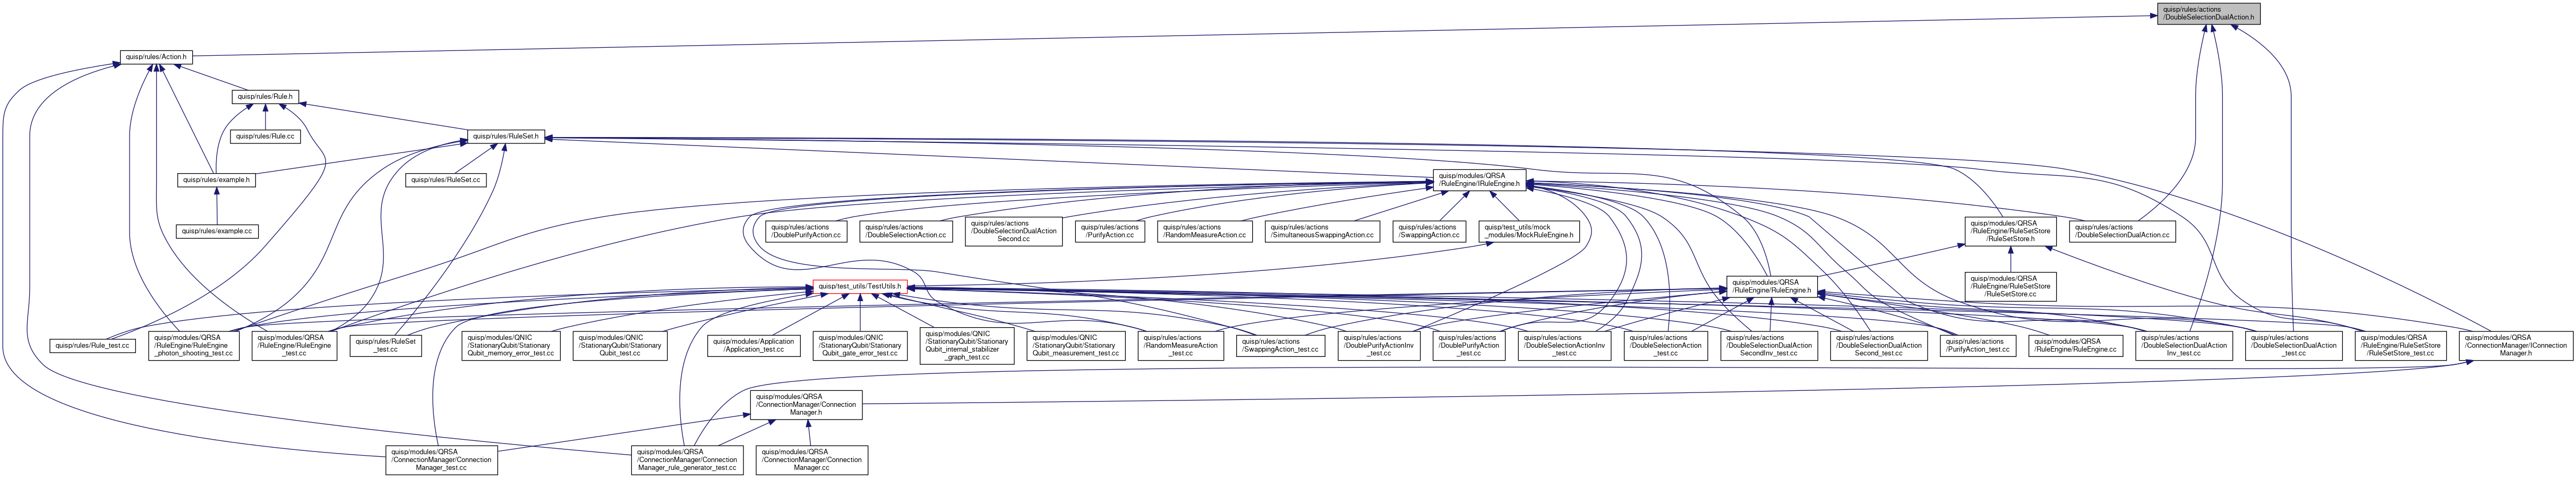 quisp/rules/actions
/DoubleSelectionDualAction.h
quisp/rules/Action.h
quisp/rules/Rule.h
quisp/rules/Rule.cc
quisp/rules/RuleSet.h
quisp/rules/example.h
quisp/rules/RuleSet.cc
quisp/modules/QRSA
/RuleEngine/IRuleEngine.h
quisp/rules/example.cc
quisp/rules/actions
/DoublePurifyAction.cc
quisp/rules/actions
/DoubleSelectionAction.cc
quisp/rules/actions
/DoubleSelectionDualAction
Second.cc
quisp/rules/actions
/PurifyAction.cc
quisp/rules/actions
/RandomMeasureAction.cc
quisp/rules/actions
/SimultaneousSwappingAction.cc
quisp/rules/actions
/SwappingAction.cc
quisp/test_utils/mock
_modules/MockRuleEngine.h
quisp/modules/QRSA
/RuleEngine/RuleSetStore
/RuleSetStore.h
quisp/rules/actions
/DoubleSelectionDualAction.cc
quisp/test_utils/TestUtils.h
quisp/modules/QRSA
/RuleEngine/RuleEngine.h
quisp/modules/QRSA
/RuleEngine/RuleSetStore
/RuleSetStore.cc
quisp/rules/Rule_test.cc
quisp/modules/QRSA
/RuleEngine/RuleEngine
_photon_shooting_test.cc
quisp/modules/QRSA
/RuleEngine/RuleEngine
_test.cc
quisp/rules/RuleSet
_test.cc
quisp/modules/QNIC
/StationaryQubit/Stationary
Qubit_memory_error_test.cc
quisp/modules/QNIC
/StationaryQubit/Stationary
Qubit_test.cc
quisp/modules/Application
/Application_test.cc
quisp/modules/QNIC
/StationaryQubit/Stationary
Qubit_gate_error_test.cc
quisp/modules/QNIC
/StationaryQubit/Stationary
Qubit_internal_stabilizer
_graph_test.cc
quisp/modules/QNIC
/StationaryQubit/Stationary
Qubit_measurement_test.cc
quisp/rules/actions
/RandomMeasureAction
_test.cc
quisp/rules/actions
/SwappingAction_test.cc
quisp/rules/actions
/DoublePurifyActionInv
_test.cc
quisp/rules/actions
/DoublePurifyAction
_test.cc
quisp/rules/actions
/DoubleSelectionActionInv
_test.cc
quisp/rules/actions
/DoubleSelectionAction
_test.cc
quisp/rules/actions
/DoubleSelectionDualAction
SecondInv_test.cc
quisp/rules/actions
/DoubleSelectionDualAction
Second_test.cc
quisp/rules/actions
/PurifyAction_test.cc
quisp/modules/QRSA
/RuleEngine/RuleEngine.cc
quisp/rules/actions
/DoubleSelectionDualAction
Inv_test.cc
quisp/rules/actions
/DoubleSelectionDualAction
_test.cc
quisp/modules/QRSA
/RuleEngine/RuleSetStore
/RuleSetStore_test.cc
quisp/modules/QRSA
/ConnectionManager/IConnection
Manager.h
quisp/modules/QRSA
/ConnectionManager/Connection
Manager.h
quisp/modules/QRSA
/ConnectionManager/Connection
Manager_test.cc
quisp/modules/QRSA
/ConnectionManager/Connection
Manager_rule_generator_test.cc
quisp/modules/QRSA
/ConnectionManager/Connection
Manager.cc